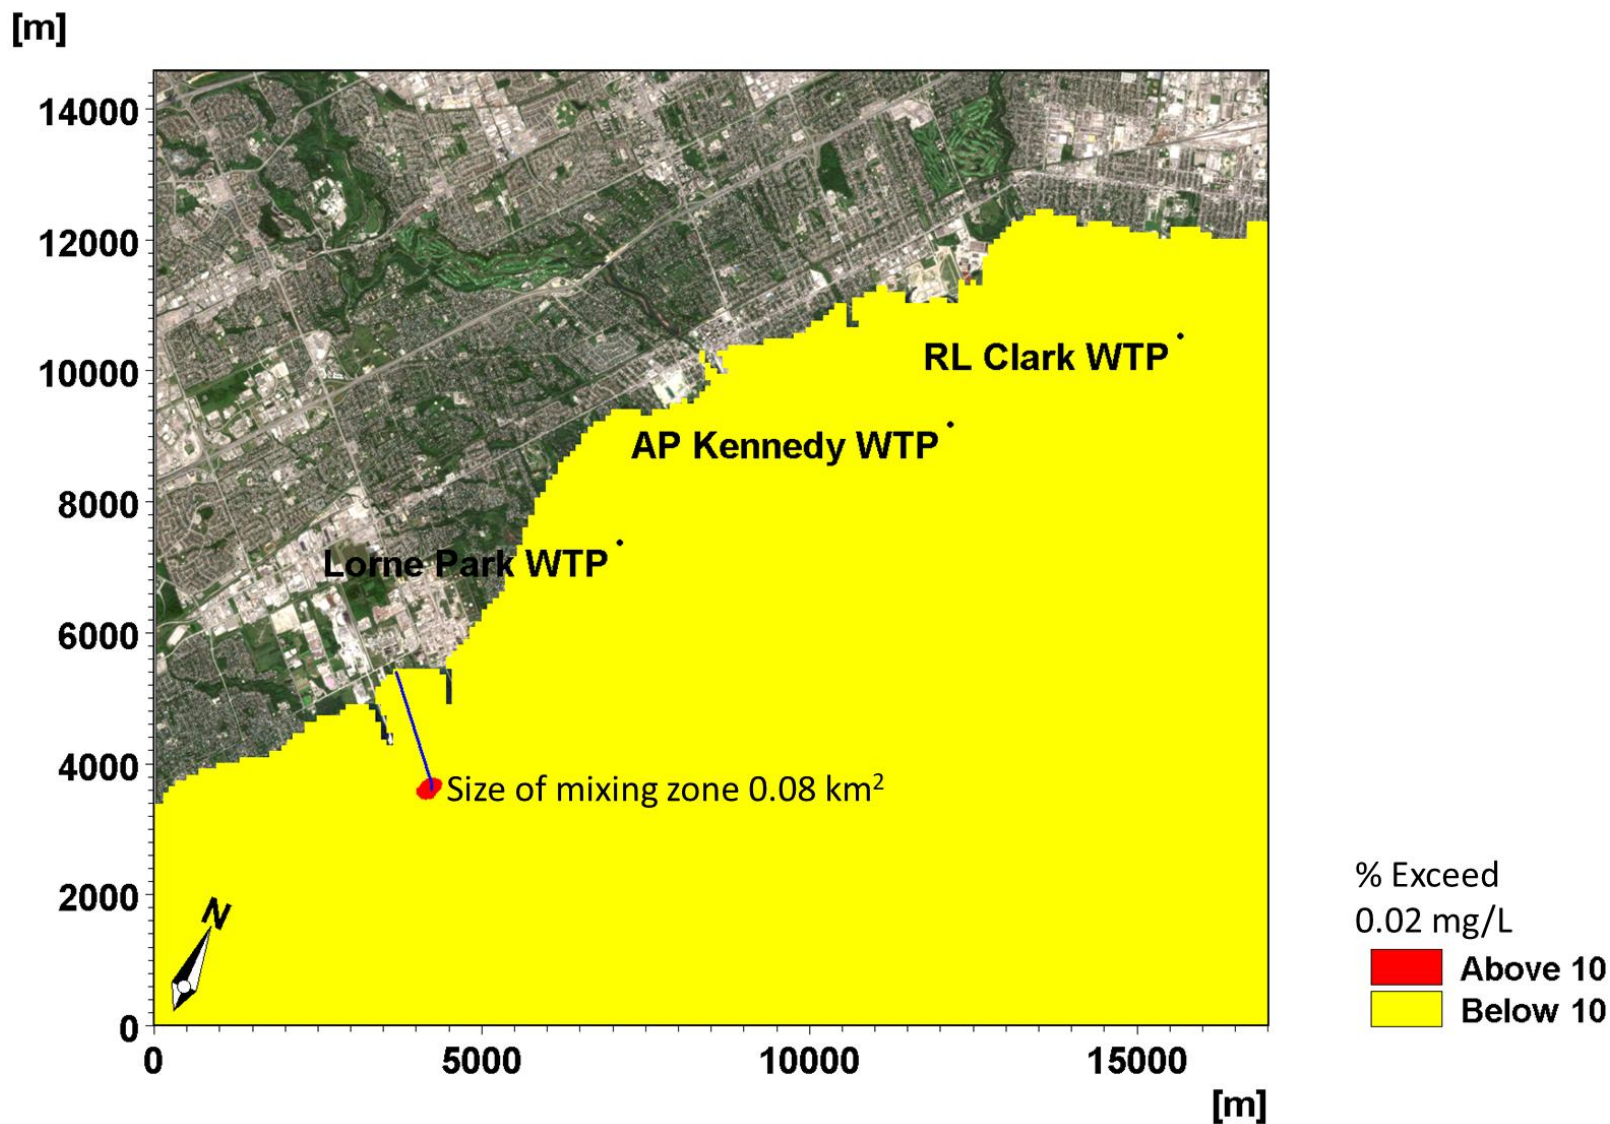 [m]
14000
12000
10000
8000
6000
4000
2000
0
RL Clark WTP
AP Kennedy WTP
Lorne Park WTP
Size of mixing zone 0.08 km²
N
0
5000
10000
15000
[m]
% Exceed
0.02 mg/L
Above 10
Below 10